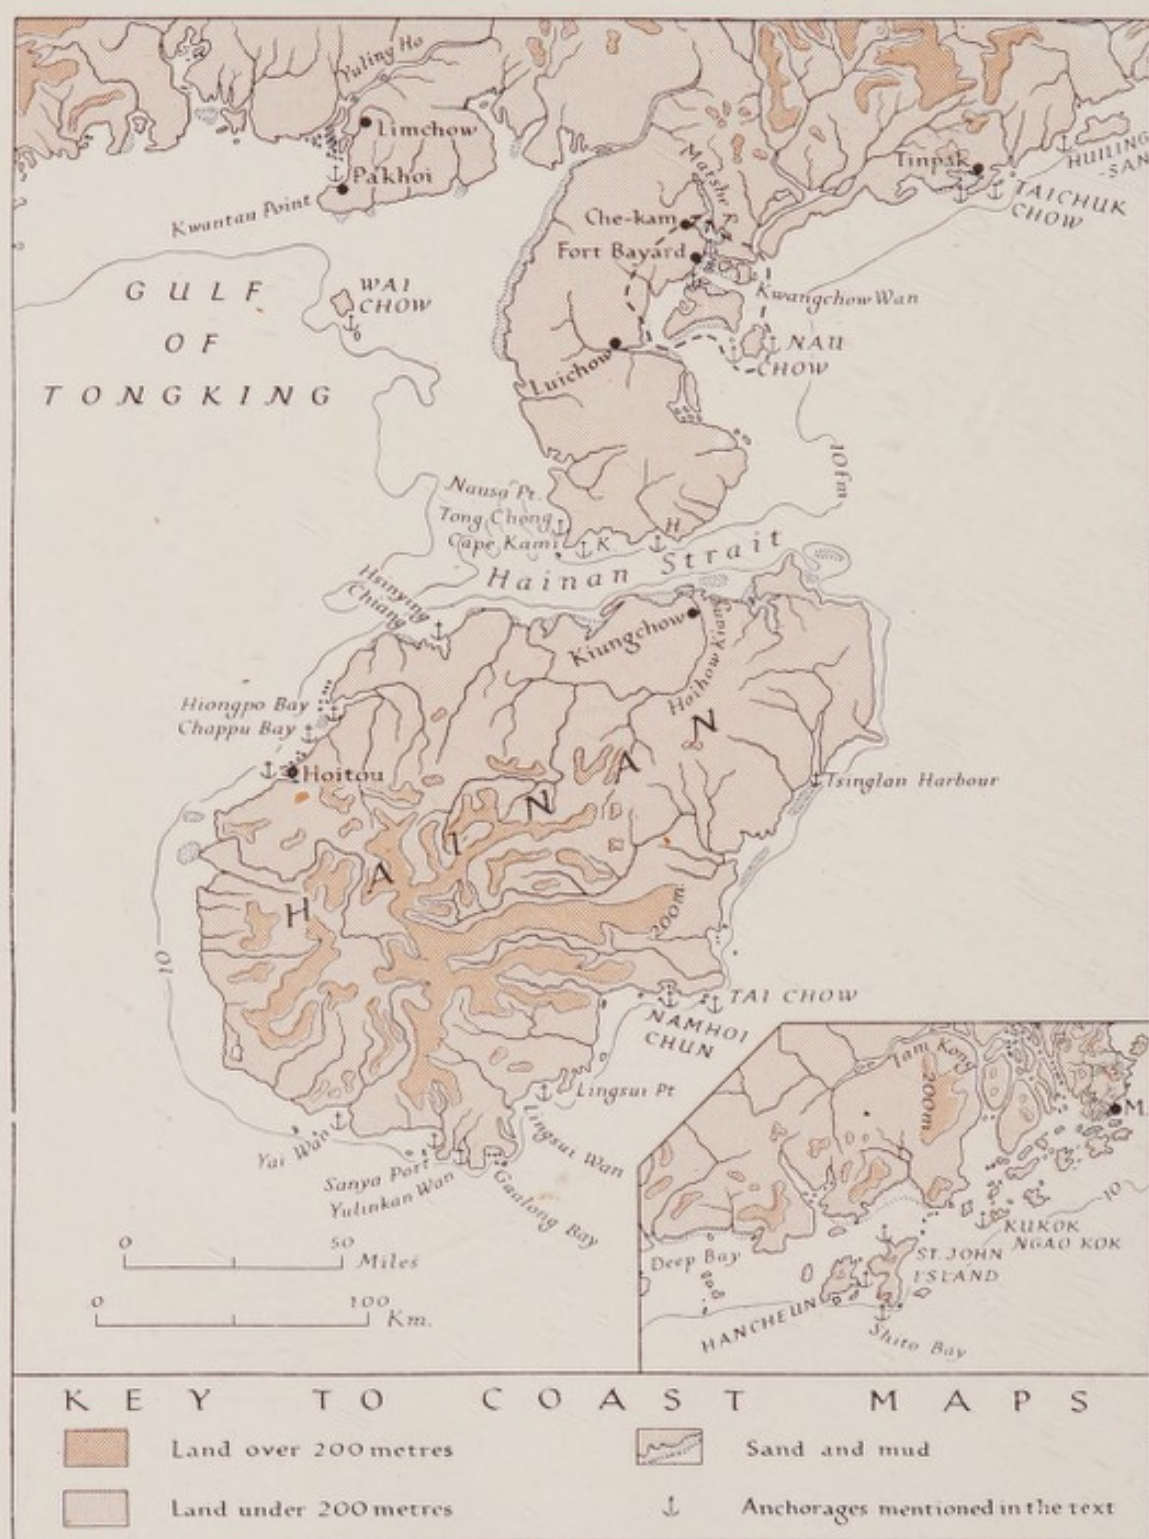 Yuling Ho
Limchow
Pakhoi
Kwantan Point
Tinpak
HUILING
-SAN
TAICHUK
CHOW
Matshe
Che-kam
Fort Bayard
Kwangchow Wan
WAI
CHOW
GULF
OF
TONGKING
NAU
CHOW
Luichow
10fm
Nausa Pt.
Tong Chong
Cape Kami
K
H
Hainan Strait
Hsinying
Chiang
Kiungchow
Hoihow
Hiongpo Bay
Chappu Bay
Hoitou
HAINAN
Tsinglan Harbour
200m
10
TAI CHOW
NAMHOI
CHUN
Lingsui Pt
Lingsui Wan
Yai Wan
Sanya Port
Yulinkan Wan
Gaalong Bay
0 50
Miles
0 100
Km.
Tam Kong
200m
M
10
KUKOK
NGAO KOK
Deep Bay
ST. JOHN
ISLAND
HANCHEUN
Shito Bay
KEY TO COAST MAPS
Land over 200 metres
Sand and mud
Land under 200 metres
Anchorages mentioned in the text